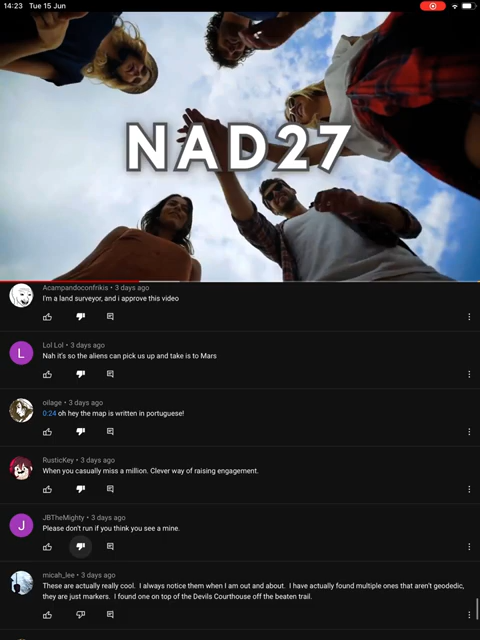 14:23 Tue 15 Jun
NAD27
Acampandoconfrikis • 3 days ago
I'm a land surveyor, and i approve this video
L
Lol Lol • 3 days ago
Nah it's so the aliens can pick us up and take is to Mars
oilage • 3 days ago
0:24 oh hey the map is written in portuguese!
RusticKey • 3 days ago
When you casually miss a million. Clever way of raising engagement.
J
JBTheMighty • 3 days ago
Please don't run if you think you see a mine.
micah_lee • 3 days ago
These are actually really cool. I always notice them when I am out and about. I have actually found multiple ones that aren't geodedic,
they are just markers. I found one on top of the Devils Courthouse off the beaten trail.